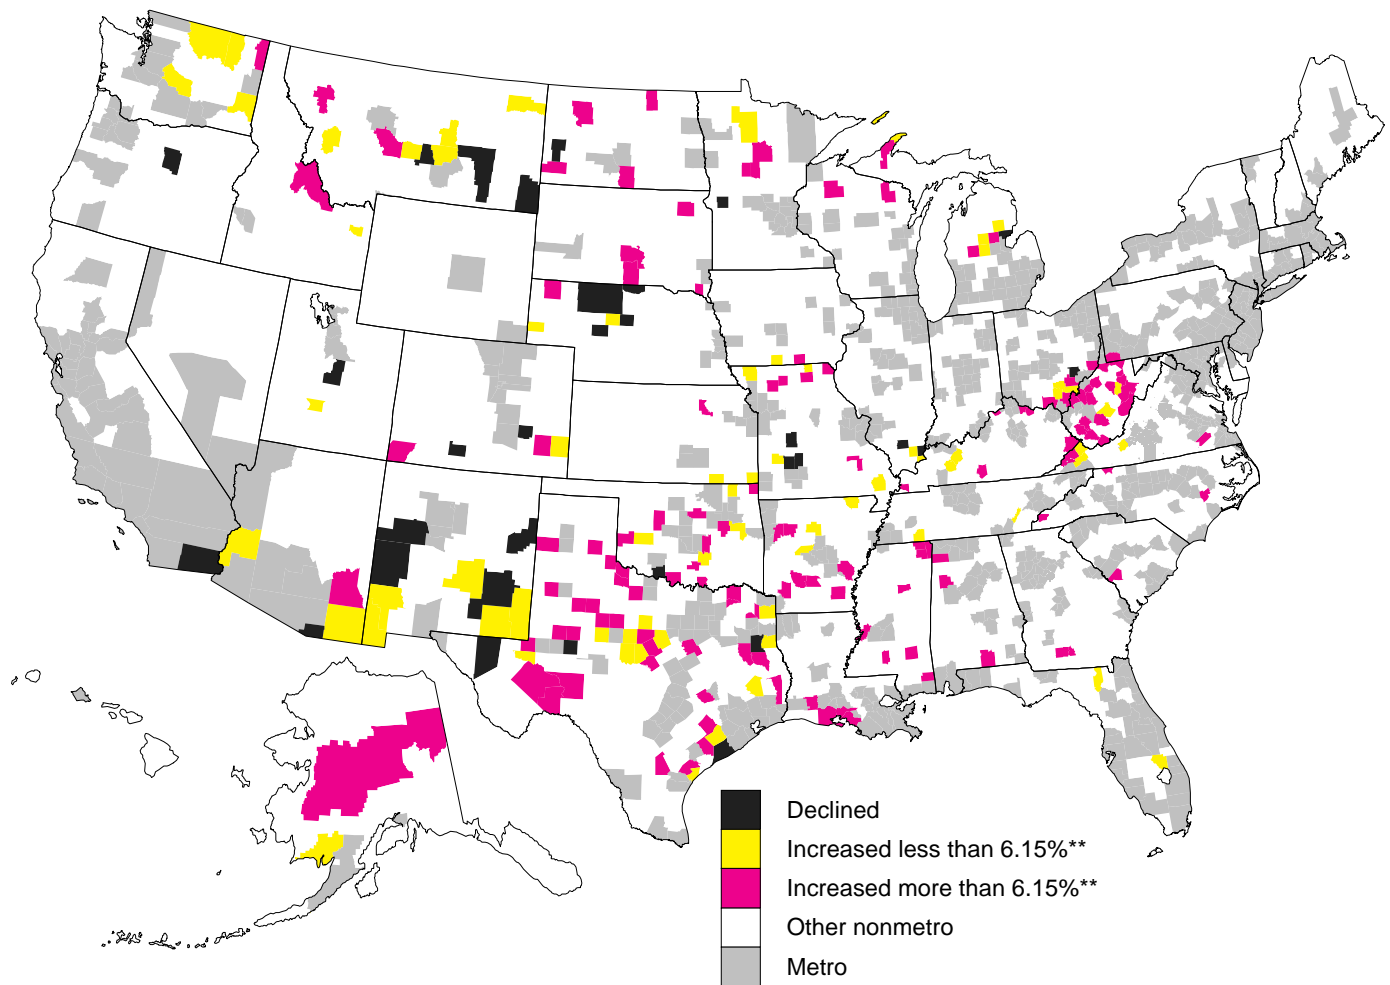 Declined
Increased less than 6.15%**
Increased more than 6.15%**
Other nonmetro
Metro